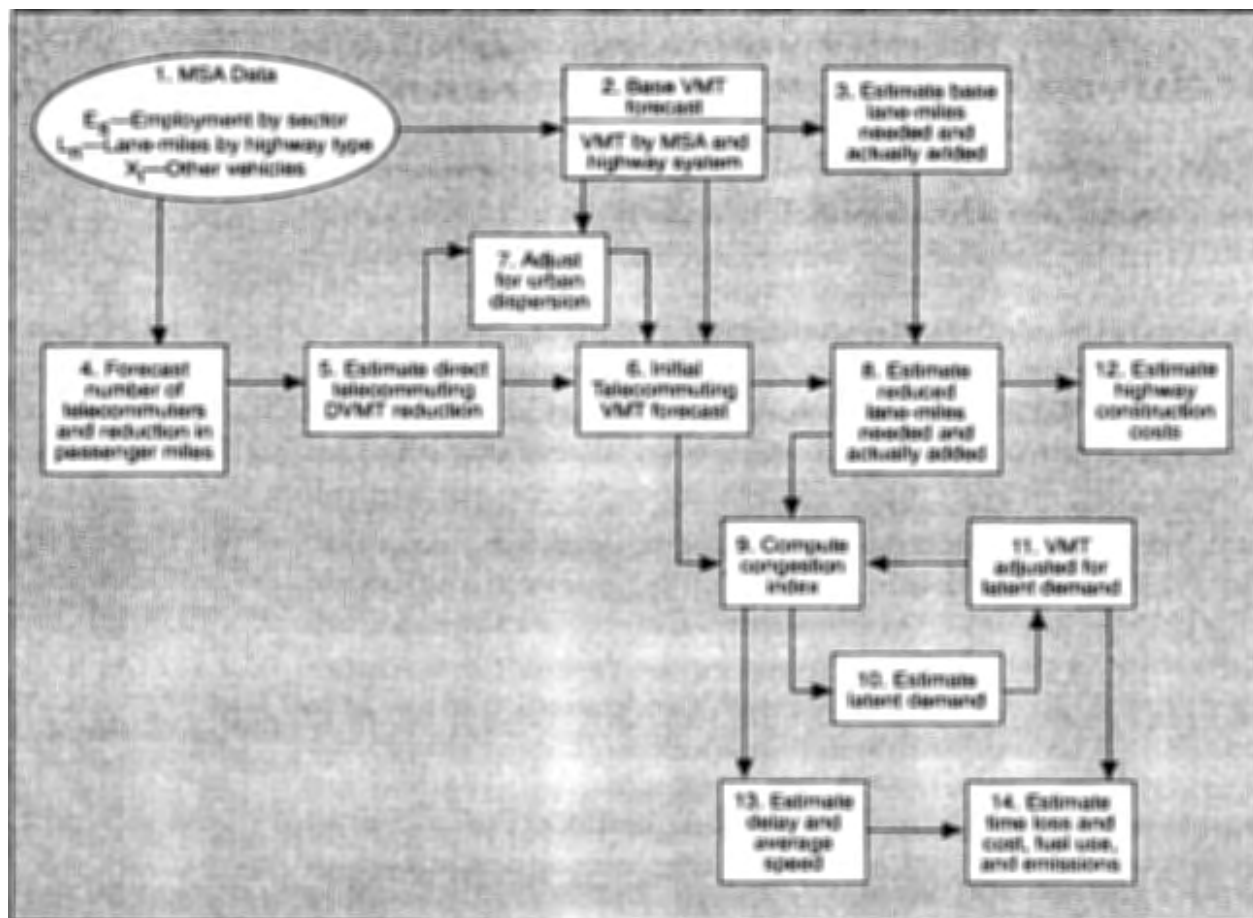 1. MSA Data
E_s—Employment by sector
L_m—Lane-miles by highway type
X_t—Other vehicles
2. Base VMT
forecast
VMT by MSA and
highway system
3. Estimate base
lane-miles
needed and
actually added
7. Adjust
for urban
dispersion
4. Forecast
number of
telecommuters
and reduction in
passenger miles
5. Estimate direct
telecommuting
DVMT reduction
6. Initial
Telecommuting
VMT forecast
8. Estimate
reduced
lane-miles
needed and
actually added
12. Estimate
highway
construction
costs
9. Compute
congestion
index
11. VMT
adjusted for
latent demand
10. Estimate
latent demand
13. Estimate
delay and
average
speed
14. Estimate
time loss and
cost, fuel use,
and emissions